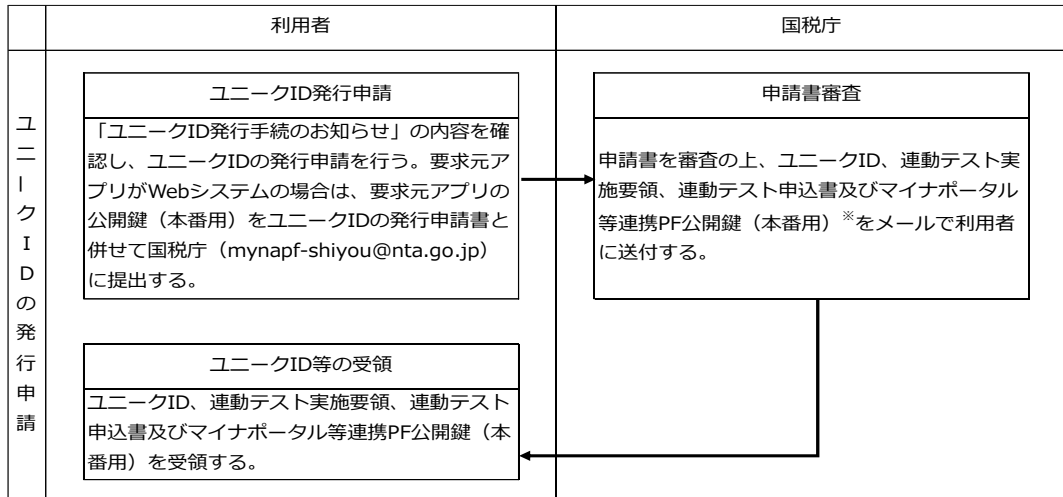 利用者
国税庁
ユニークIDの発行申請
ユニークID発行申請
「ユニークID発行手続のお知らせ」の内容を確
認し、ユニークIDの発行申請を行う。要求元ア
プリがWebシステムの場合は、要求元アプリの
公開鍵（本番用）をユニークIDの発行申請書と
併せて国税庁（mynapf-shiyou@nta.go.jp）
に提出する。
申請書審査
申請書を審査の上、ユニークID、連動テスト実
施要領、連動テスト申込書及びマイナポータル
等連携PF公開鍵（本番用）※をメールで利用者
に送付する。
ユニークID等の受領
ユニークID、連動テスト実施要領、連動テスト
申込書及びマイナポータル等連携PF公開鍵（本
番用）を受領する。